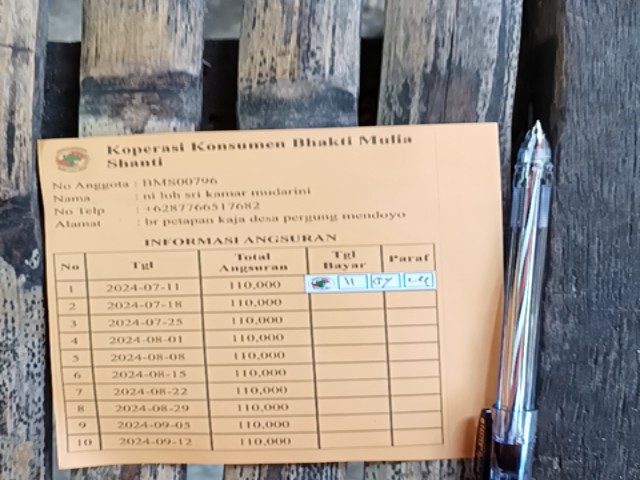 Koperasi Konsumen Bhakti Mulia
Shanti
No Anggota : BMS00796
Nama : ni luh sri kamar mudarini
No Telp : +6287766517682
Alamat : br petapan kaja desa pergung mendoyo
INFORMASI ANGSURAN
No Tgl Total Angsuran Tgl Bayar Paraf
1 2024-07-11 110,000 11
2 2024-07-18 110,000
3 2024-07-25 110,000
4 2024-08-01 110,000
5 2024-08-08 110,000
6 2024-08-15 110,000
7 2024-08-22 110,000
8 2024-08-29 110,000
9 2024-09-05 110,000
10 2024-09-12 110,000